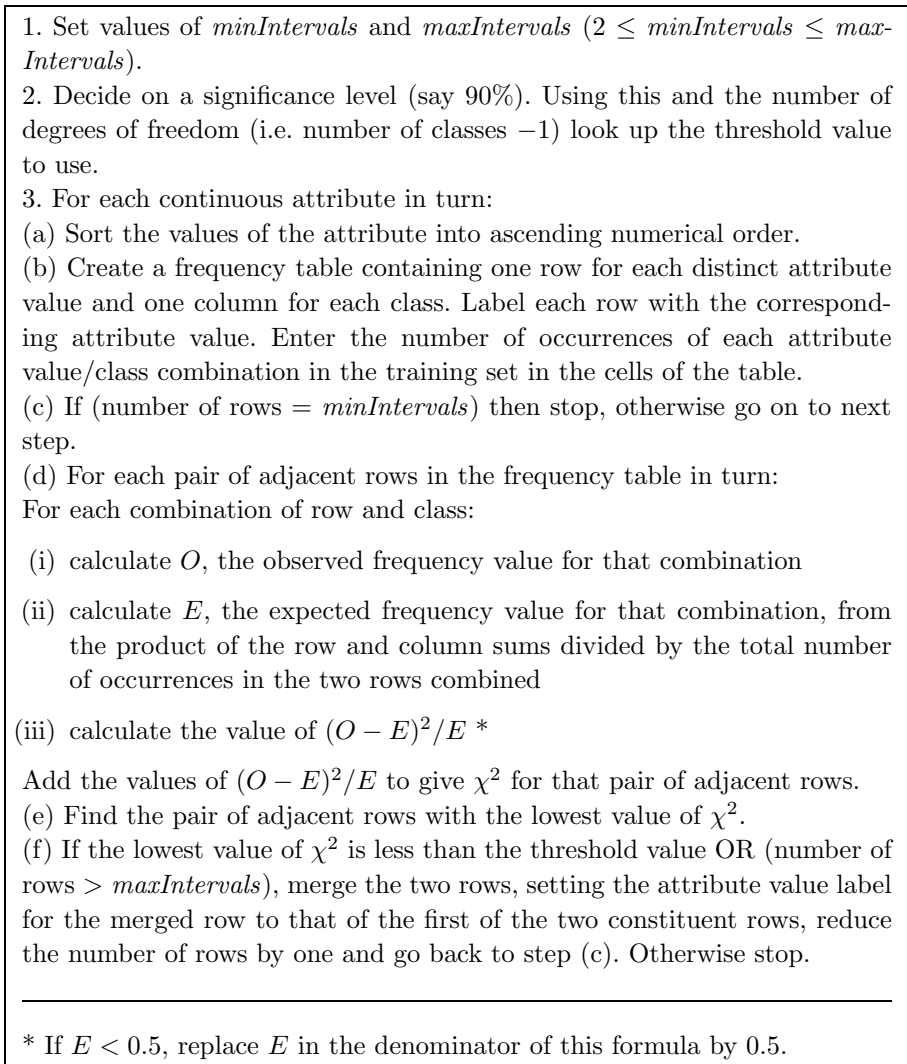 1. Set values of minIntervals and maxIntervals (2 ≤ minIntervals ≤ max-
Intervals).
2. Decide on a significance level (say 90%). Using this and the number of
degrees of freedom (i.e. number of classes −1) look up the threshold value
to use.
3. For each continuous attribute in turn:
(a) Sort the values of the attribute into ascending numerical order.
(b) Create a frequency table containing one row for each distinct attribute
value and one column for each class. Label each row with the correspond-
ing attribute value. Enter the number of occurrences of each attribute
value/class combination in the training set in the cells of the table.
(c) If (number of rows = minIntervals) then stop, otherwise go on to next
step.
(d) For each pair of adjacent rows in the frequency table in turn:
For each combination of row and class:
(i) calculate O, the observed frequency value for that combination
(ii) calculate E, the expected frequency value for that combination, from
the product of the row and column sums divided by the total number
of occurrences in the two rows combined
(iii) calculate the value of (O − E)²/E *
Add the values of (O − E)²/E to give χ² for that pair of adjacent rows.
(e) Find the pair of adjacent rows with the lowest value of χ².
(f) If the lowest value of χ² is less than the threshold value OR (number of
rows > maxIntervals), merge the two rows, setting the attribute value label
for the merged row to that of the first of the two constituent rows, reduce
the number of rows by one and go back to step (c). Otherwise stop.
* If E < 0.5, replace E in the denominator of this formula by 0.5.